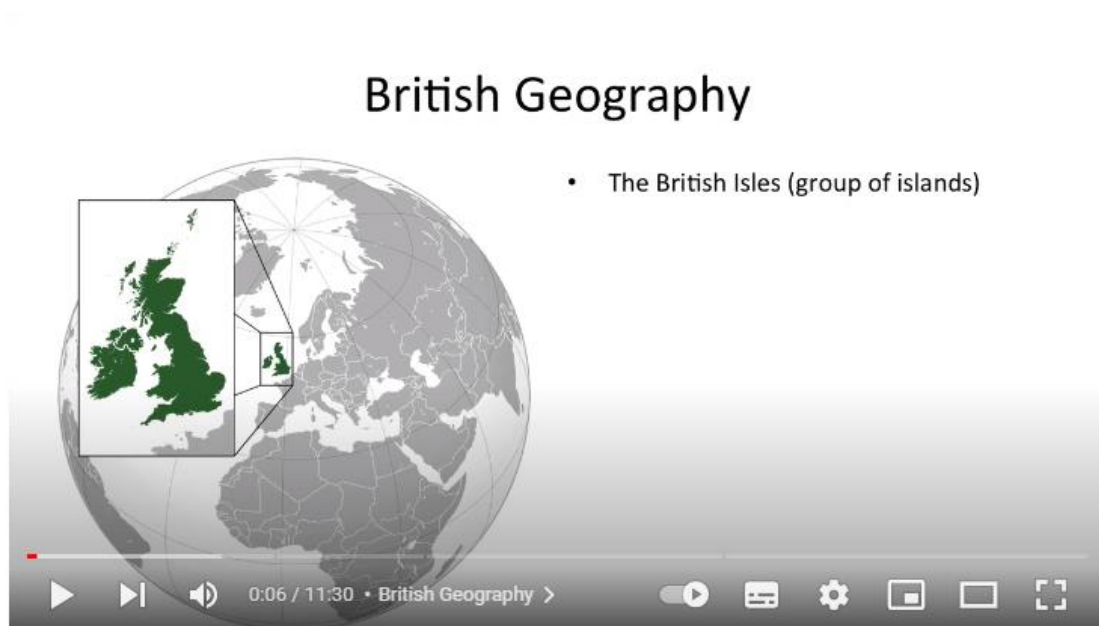 British Geography
• The British Isles (group of islands)
0:06 / 11:30 • British Geography >